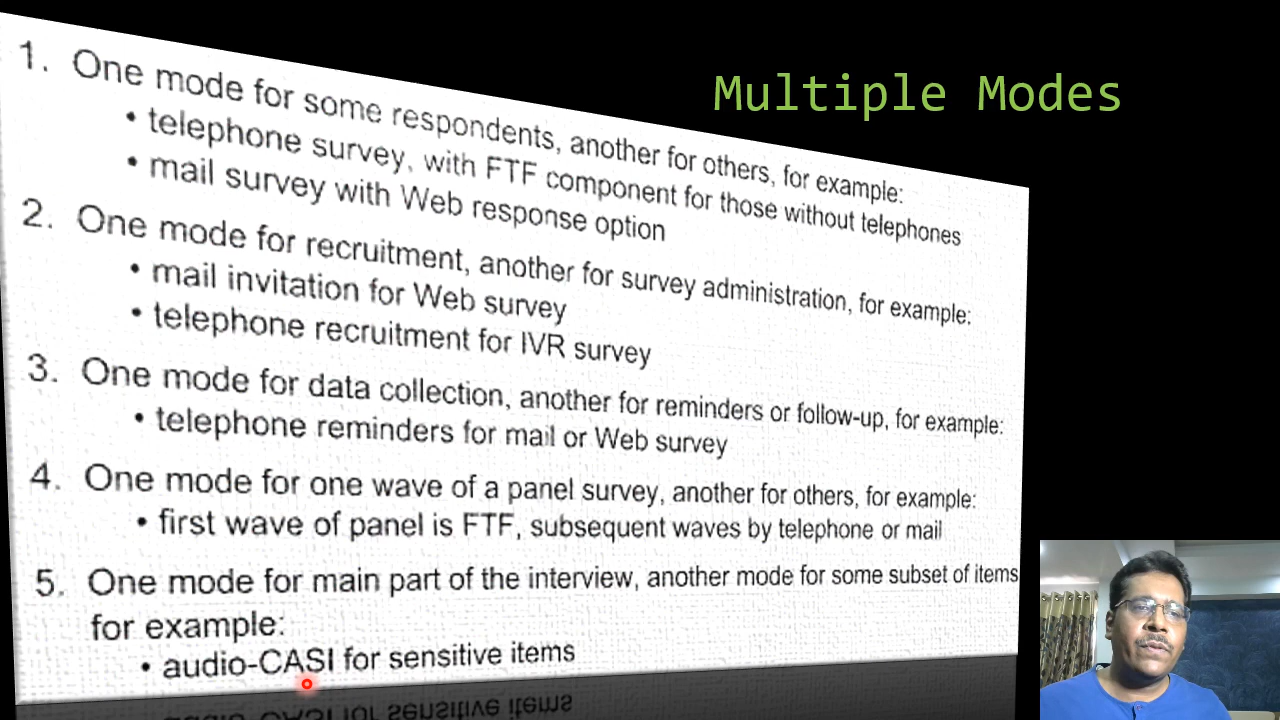 Multiple Modes
1. One mode for some respondents, another for others, for example:
• telephone survey, with FTF component for those without telephones
• mail survey with Web response option
2. One mode for recruitment, another for survey administration, for example:
• mail invitation for Web survey
• telephone recruitment for IVR survey
3. One mode for data collection, another for reminders or follow-up, for example:
• telephone reminders for mail or Web survey
4. One mode for one wave of a panel survey, another for others, for example:
• first wave of panel is FTF, subsequent waves by telephone or mail
5. One mode for main part of the interview, another mode for some subset of items
for example:
• audio-CASI for sensitive items